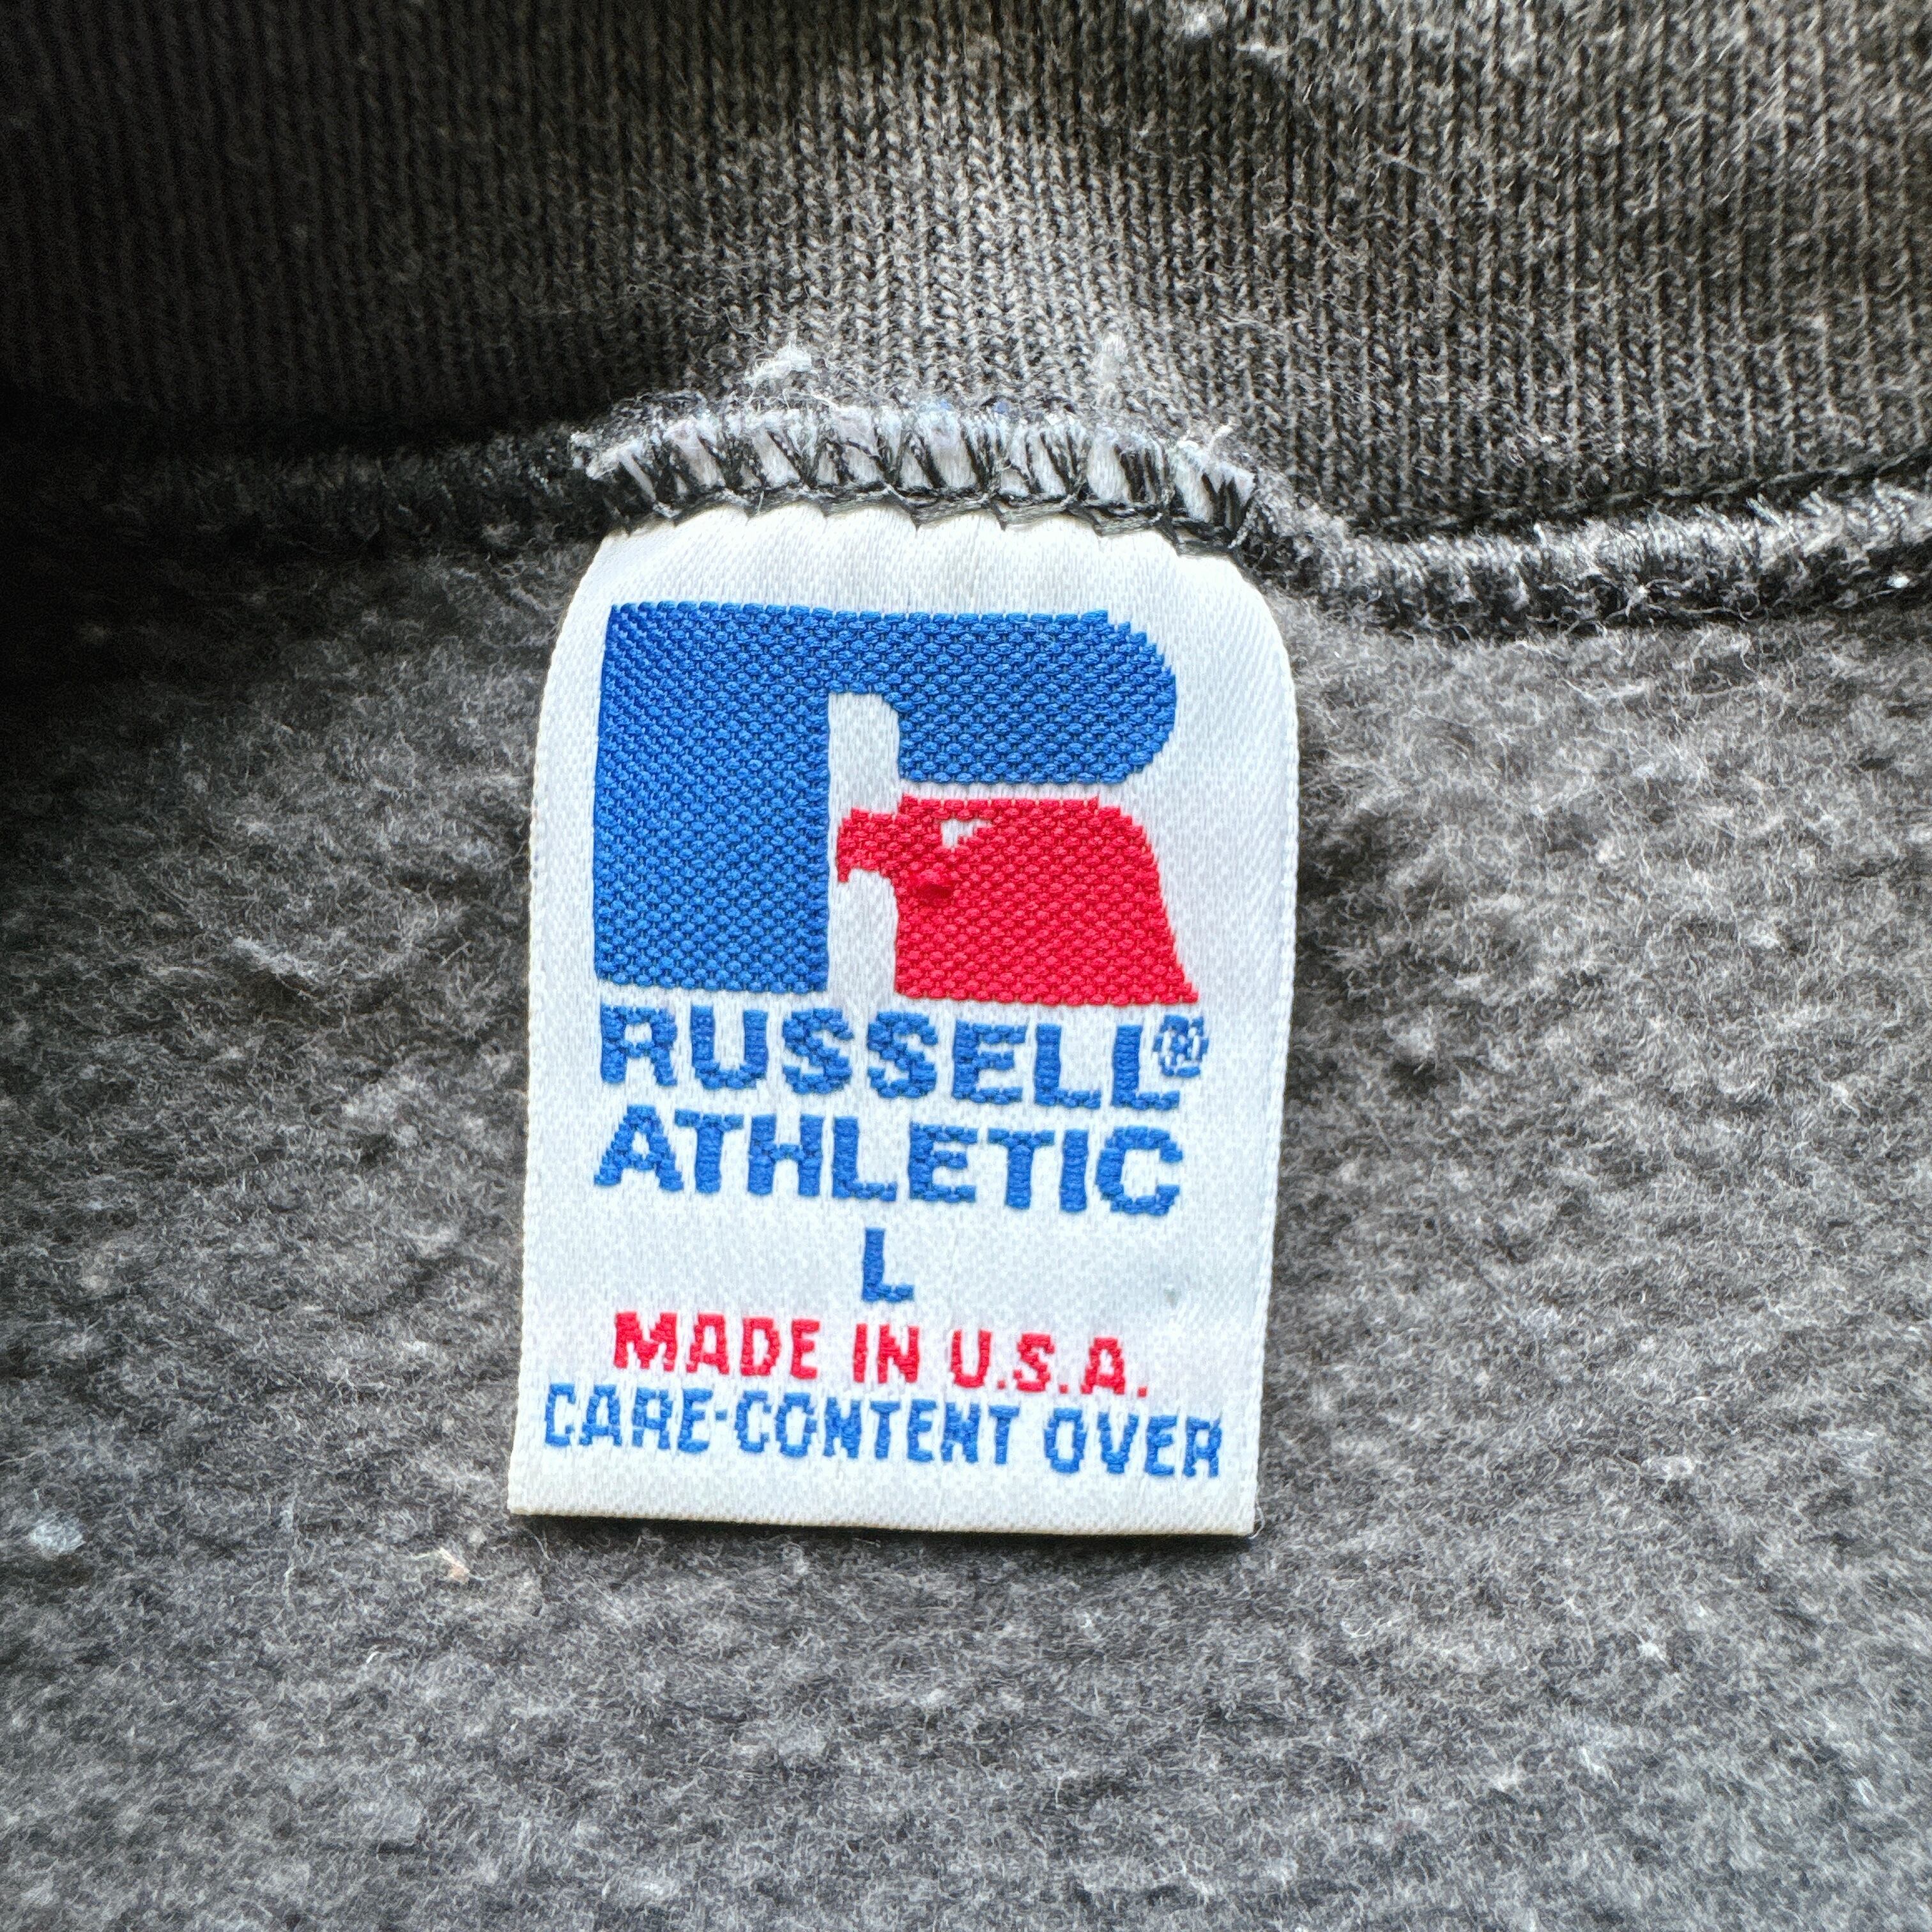 RUSSELL®
ATHLETIC
L
MADE IN U.S.A.
CARE-CONTENT OVER